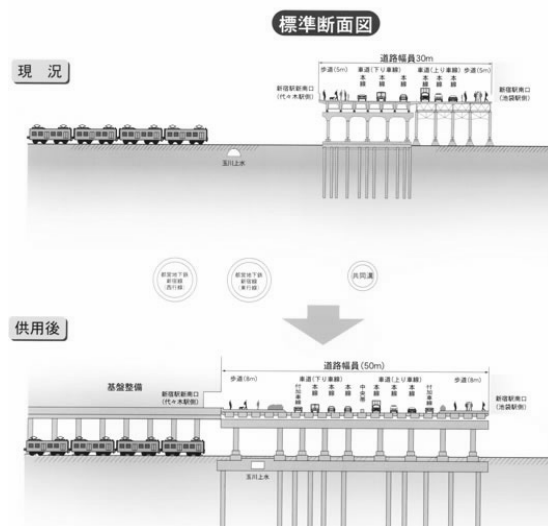 標準断面図
現 況
道路幅員30m
歩道(5m) 車道(下り車線) 車道(上り車線) 歩道(5m)
本線 本線 本線 本線
新宿駅新南口
(代々木駅側)
新宿駅南口
(池袋駅側)
玉川上水
都営地下鉄
新宿線
(西行線)
都営地下鉄
新宿線
(東行線)
共同溝
供用後
道路幅員(50m)
基盤整備
歩道(8m) 車道(下り車線) 車道(上り車線) 歩道(8m)
付加車線 本線 本線 本線 中央帯 本線 本線 本線 付加車線
新宿駅新南口
(代々木駅側)
新宿駅南口
(池袋駅側)
玉川上水